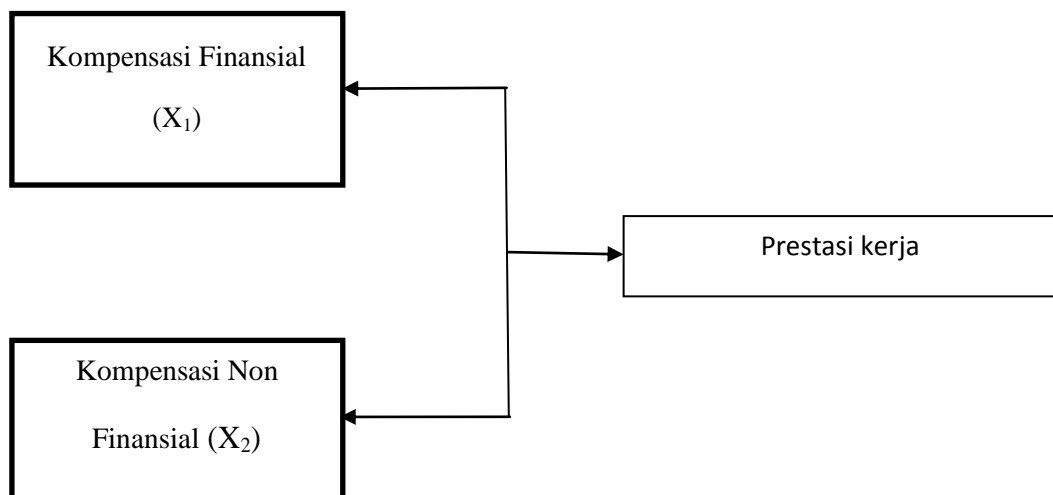 Kompensasi Finansial
(X₁)
Prestasi kerja
Kompensasi Non
Finansial (X₂)